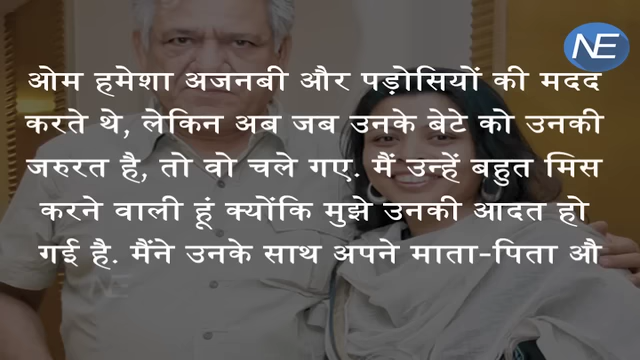 NE
ओम हमेशा अजनबी और पड़ोसियों की मदद
करते थे, लेकिन अब जब उनके बेटे को उनकी
जरुरत है, तो वो चले गए. मैं उन्हें बहुत मिस
करने वाली हूं क्योंकि मुझे उनकी आदत हो
गई है. मैंने उनके साथ अपने माता-पिता औ
NE